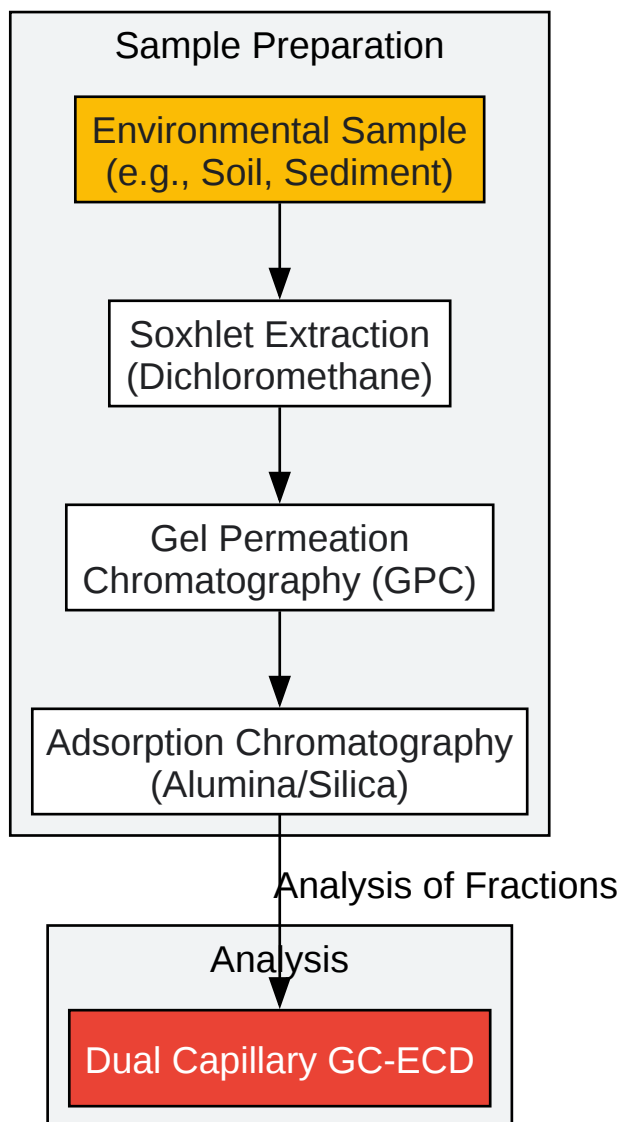 Sample Preparation
Environmental Sample
(e.g., Soil, Sediment)
Soxhlet Extraction
(Dichloromethane)
Gel Permeation
Chromatography (GPC)
Adsorption Chromatography
(Alumina/Silica)
Analysis of Fractions
Analysis
Dual Capillary GC-ECD